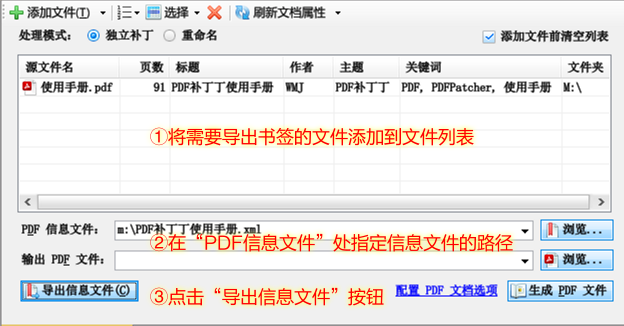 添加文件(I) 选择 刷新文档属性
处理模式: 独立补丁 重命名 添加文件前清空列表
源文件名 页数 标题 作者 主题 关键词 文件夹
使用手册.pdf 91 PDF补丁丁使用手册 WMJ PDF补丁丁 PDF, PDFPatcher, 使用手册 M:\
①将需要导出书签的文件添加到文件列表
PDF 信息文件: m:\PDF补丁丁使用手册.xml 浏览...
②在“PDF信息文件”处指定信息文件的路径
输出 PDF 文件: 浏览...
导出信息文件(C) ③点击“导出信息文件”按钮 配置 PDF 文档选项 生成 PDF 文件